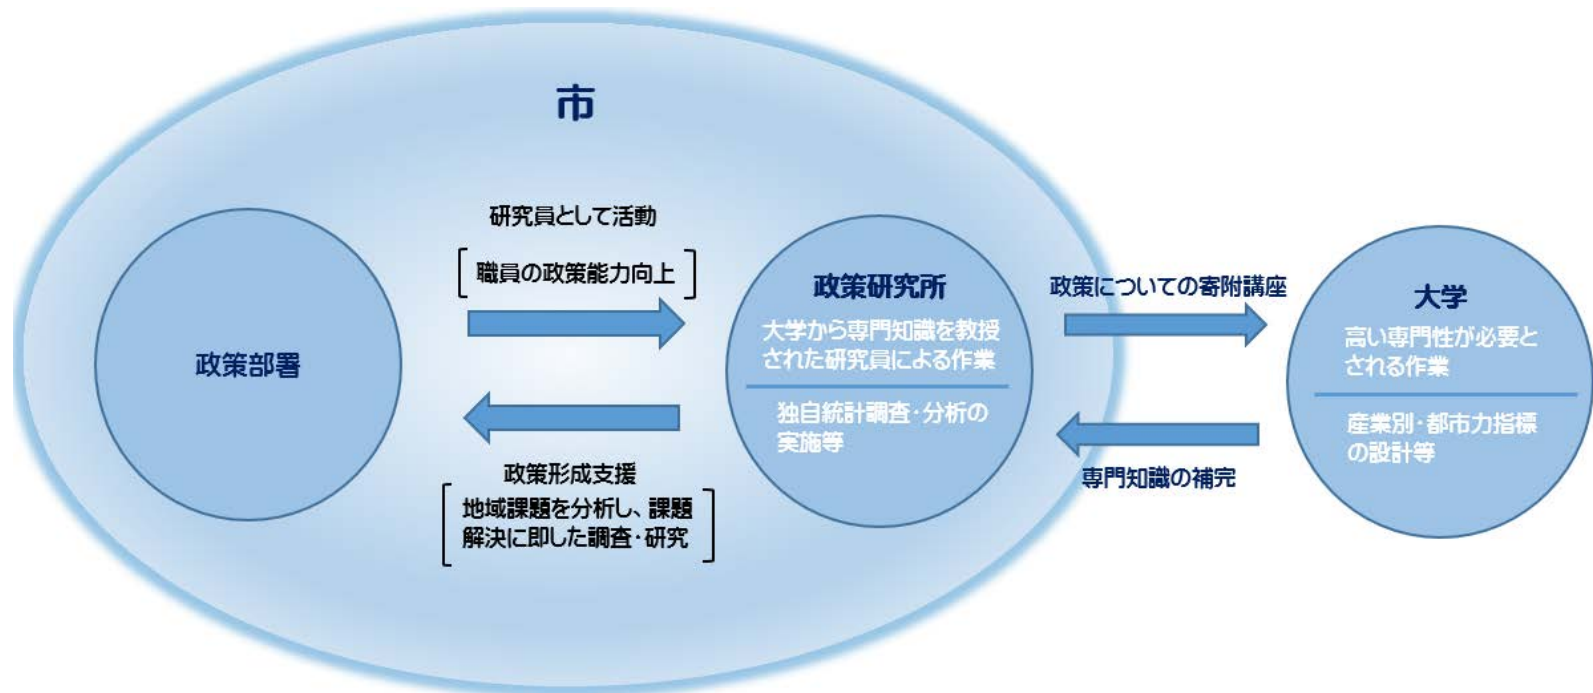 市
研究員として活動
職員の政策能力向上
政策部署
政策形成支援
地域課題を分析し、課題
解決に即した調査・研究
政策研究所
大学から専門知識を教授
された研究員による作業
独自統計調査・分析の
実施等
政策についての寄附講座
専門知識の補完
大学
高い専門性が必要と
される作業
産業別・都市力指標
の設計等